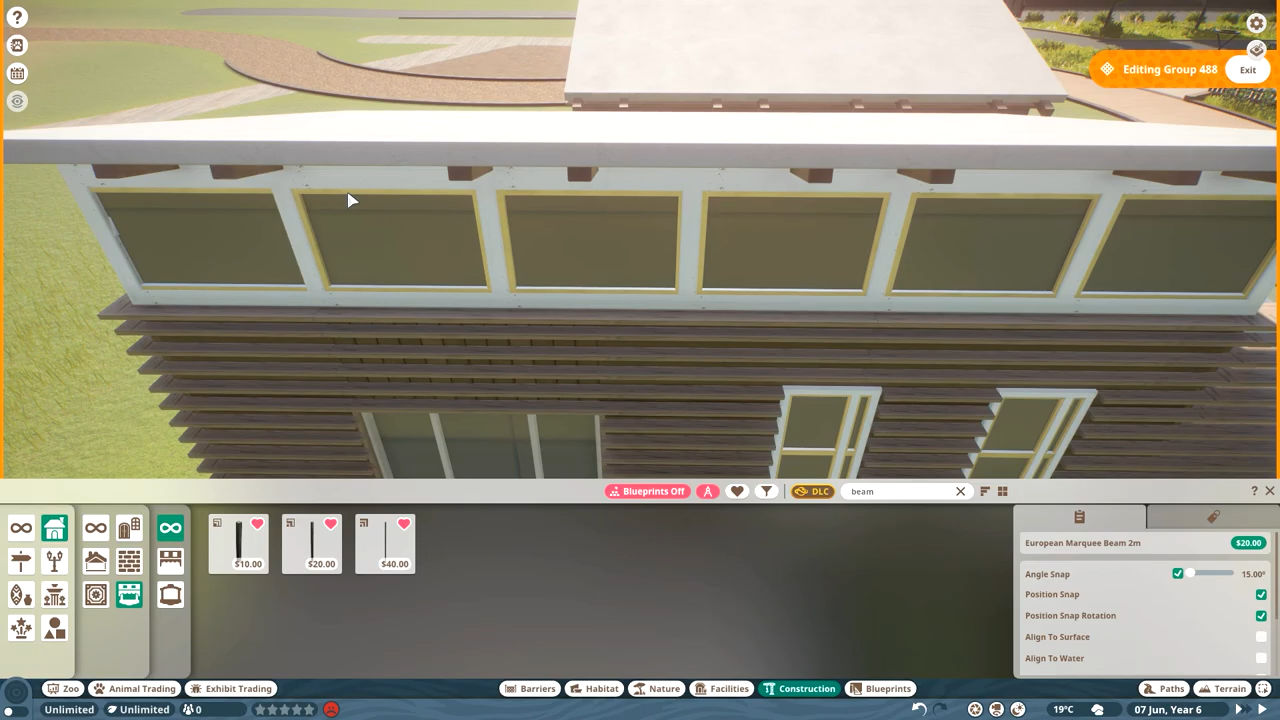 ?
Editing Group 488
Exit
Blueprints Off
DLC
beam
?
$10.00
$20.00
$40.00
European Marquee Beam 2m
$20.00
Angle Snap
15.00°
Position Snap
Position Snap Rotation
Align To Surface
Align To Water
Zoo
Animal Trading
Exhibit Trading
Barriers
Habitat
Nature
Facilities
Construction
Blueprints
Paths
Terrain
Unlimited
Unlimited
0
19°C
07 Jun, Year 6